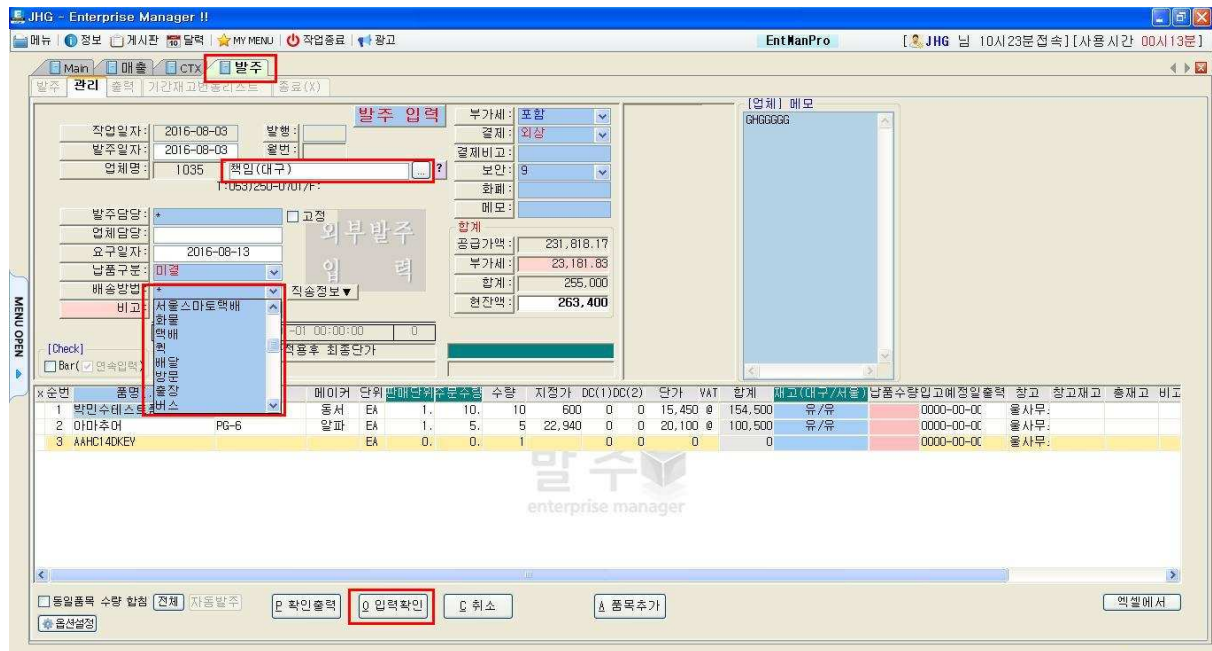 JHG - Enterprise Manager !!
메뉴 정보 게시판 달력 MY MENU 작업종료 광고 EntManPro [ JHG 님 10시23분접속][사용시간 00시13분]
Main 매출 CTX 발주
발주 관리 출력 기간재고변동리스트 종료(X)
발주 입력
작업일자: 2016-08-03 발행:
발주일자: 2016-08-03 월번:
업체명: 1035 책임(대구) ... ?
T:053)250-0701/F:
발주담당: * 고정
업체담당:
요구일자: 2016-08-13
납품구분: 미결
배송방법: * 직송정보▼
비고:
외부발주
입 력
서울스마트택배
화물
택배
퀵
배달
방문
출장
버스
-01 00:00:00 0
적용후 최종단가
[Check]
Bar( 연속입력)
부가세: 포함
결제: 외상
결제비고:
보안: 9
화폐:
메모:
합계
공급가액: 231,818.17
부가세: 23,181.83
합계: 255,000
현잔액: 263,400
[업체] 메모
GHGGGGG
MENU OPEN
x 순번 품명 메이커 단위 판매단위 주문수량 수량 지정가 DC(1) DC(2) 단가 VAT 합계 재고(대구/서울) 납품수량 입고예정일 출력 창고 창고재고 총재고 비고
1 박민수테스트 동서 EA 1. 10. 10 600 0 0 15,450 @ 154,500 유/유 0000-00-0 울사무:
2 아마추어 PG-6 알파 EA 1. 5. 5 22,940 0 0 20,100 @ 100,500 유/유 0000-00-0 울사무:
3 AAHC14DKEY EA 0. 0. 1 0 0 0 0 0000-00-0 울사무:
발주
enterprise manager
동일품목 수량 합침 전체 자동발주 P 확인출력 O 입력확인 C 취소 A 품목추가 엑셀에서
옵션설정